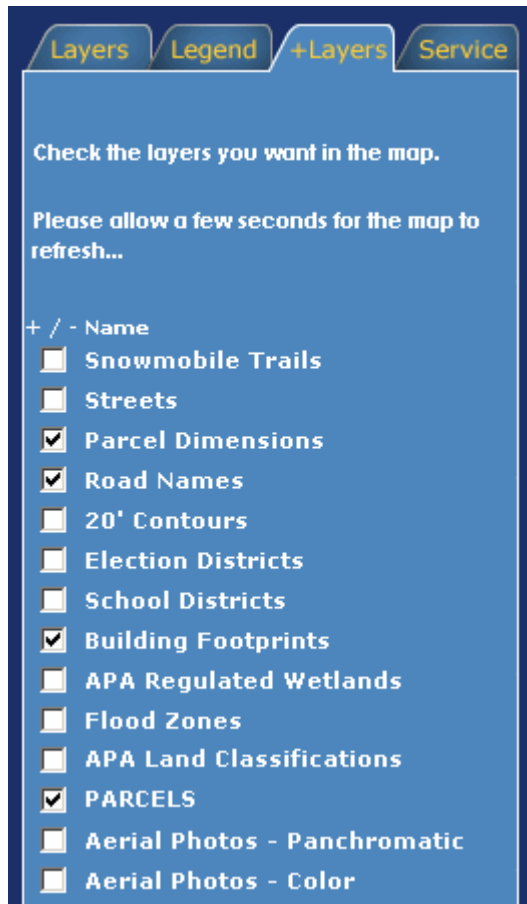 Layers Legend +Layers Service
Check the layers you want in the map.
Please allow a few seconds for the map to
refresh...
+ / - Name
Snowmobile Trails
Streets
Parcel Dimensions
Road Names
20' Contours
Election Districts
School Districts
Building Footprints
APA Regulated Wetlands
Flood Zones
APA Land Classifications
PARCELS
Aerial Photos - Panchromatic
Aerial Photos - Color